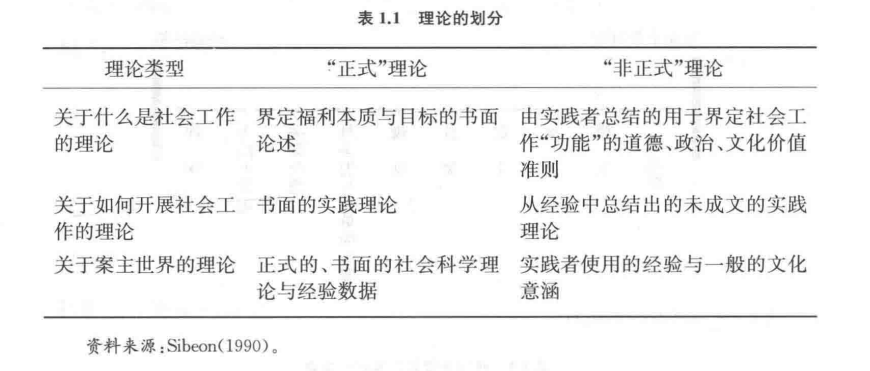 表 1.1 理论的划分
理论类型 “正式”理论 “非正式”理论
关于什么是社会工作 界定福利本质与目标的书面 由实践者总结的用于界定社会工
的理论 论述 作“功能”的道德、政治、文化价值
准则
关于如何开展社会工 书面的实践理论 从经验中总结出的未成文的实践
作的理论 理论
关于案主世界的理论 正式的、书面的社会科学理 实践者使用的经验与一般的文化
论与经验数据 意涵
资料来源:Sibeon(1990)。